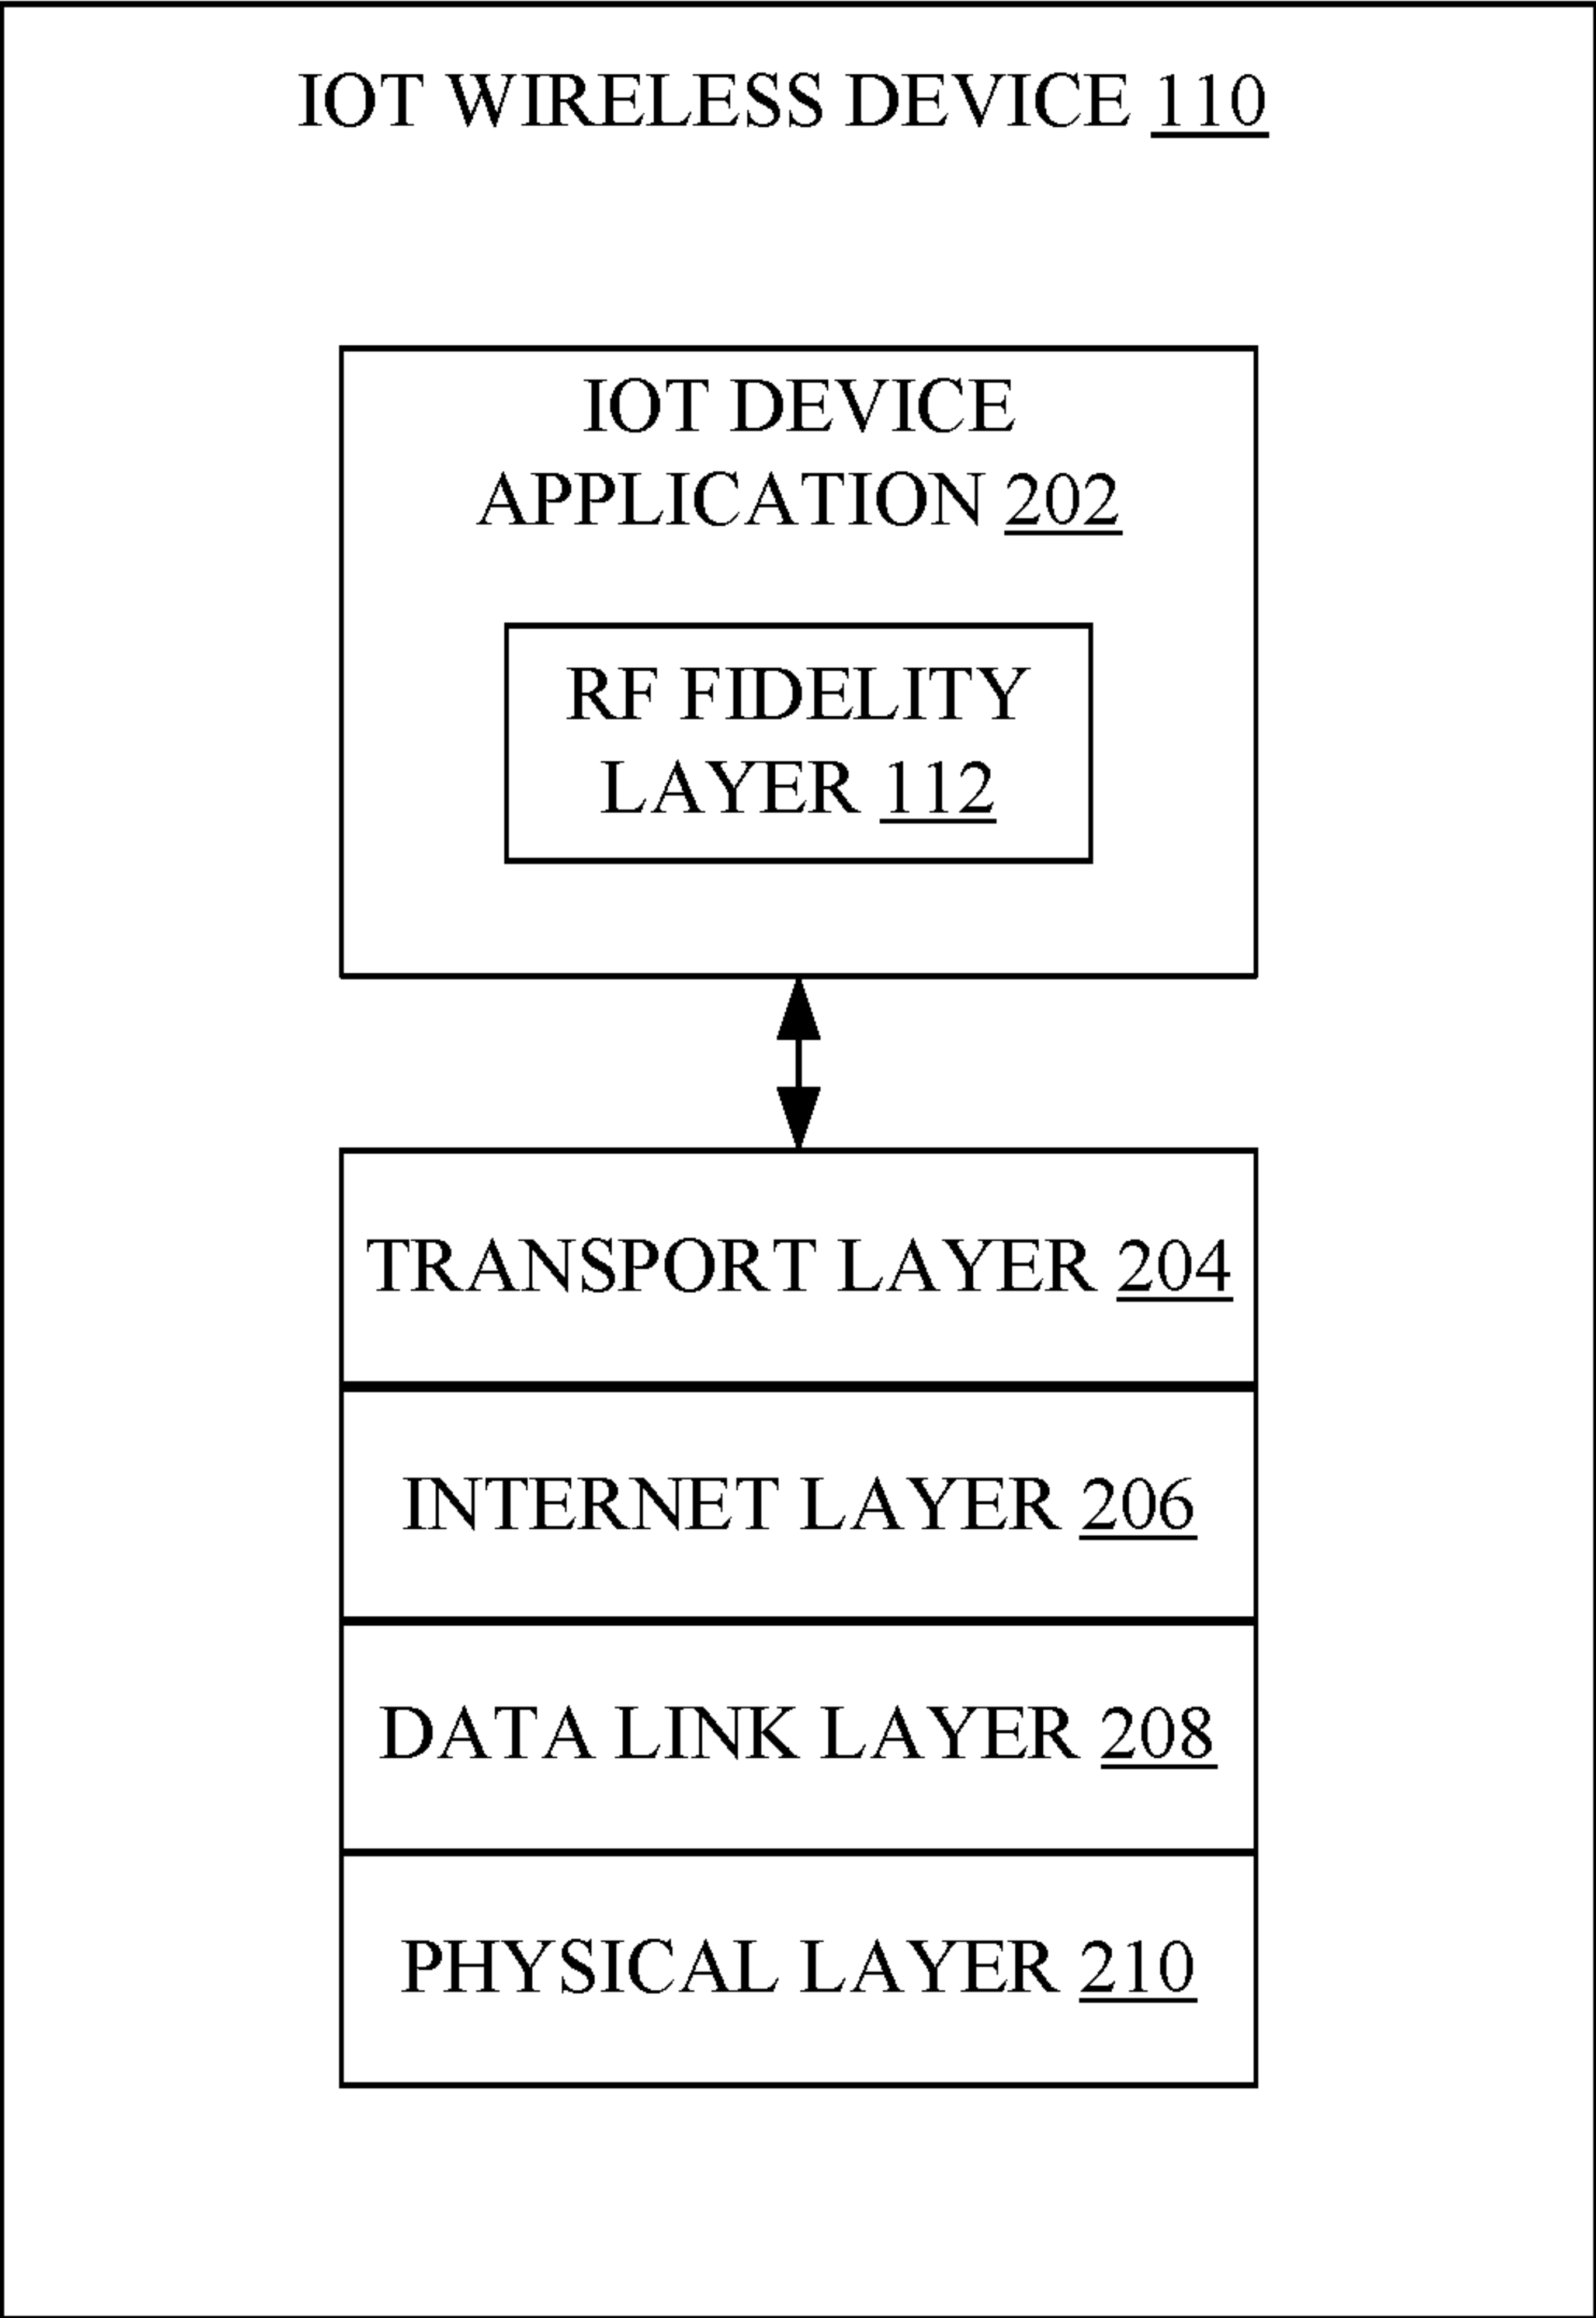 IOT WIRELESS DEVICE 110
IOT DEVICE
APPLICATION 202
RF FIDELITY
LAYER 112
TRANSPORT LAYER 204
INTERNET LAYER 206
DATA LINK LAYER 208
PHYSICAL LAYER 210